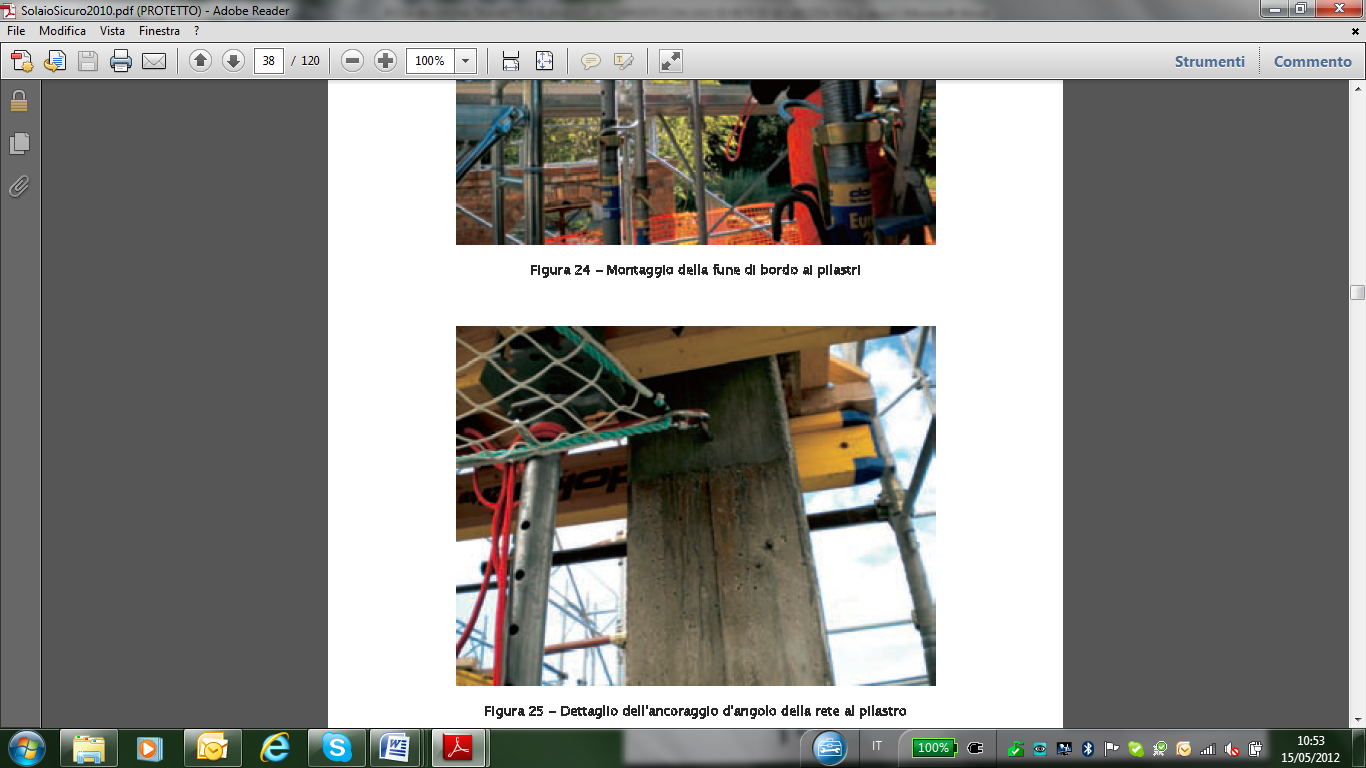 SolaioSicuro2010.pdf (PROTETTO) - Adobe Reader
File Modifica Vista Finestra ?
38 / 120 100% Strumenti Commento
Figura 24 – Montaggio della fune di bordo ai pilastri
Figura 25 – Dettaglio dell'ancoraggio d'angolo della rete al pilastro
IT 100% 10:53
15/05/2012